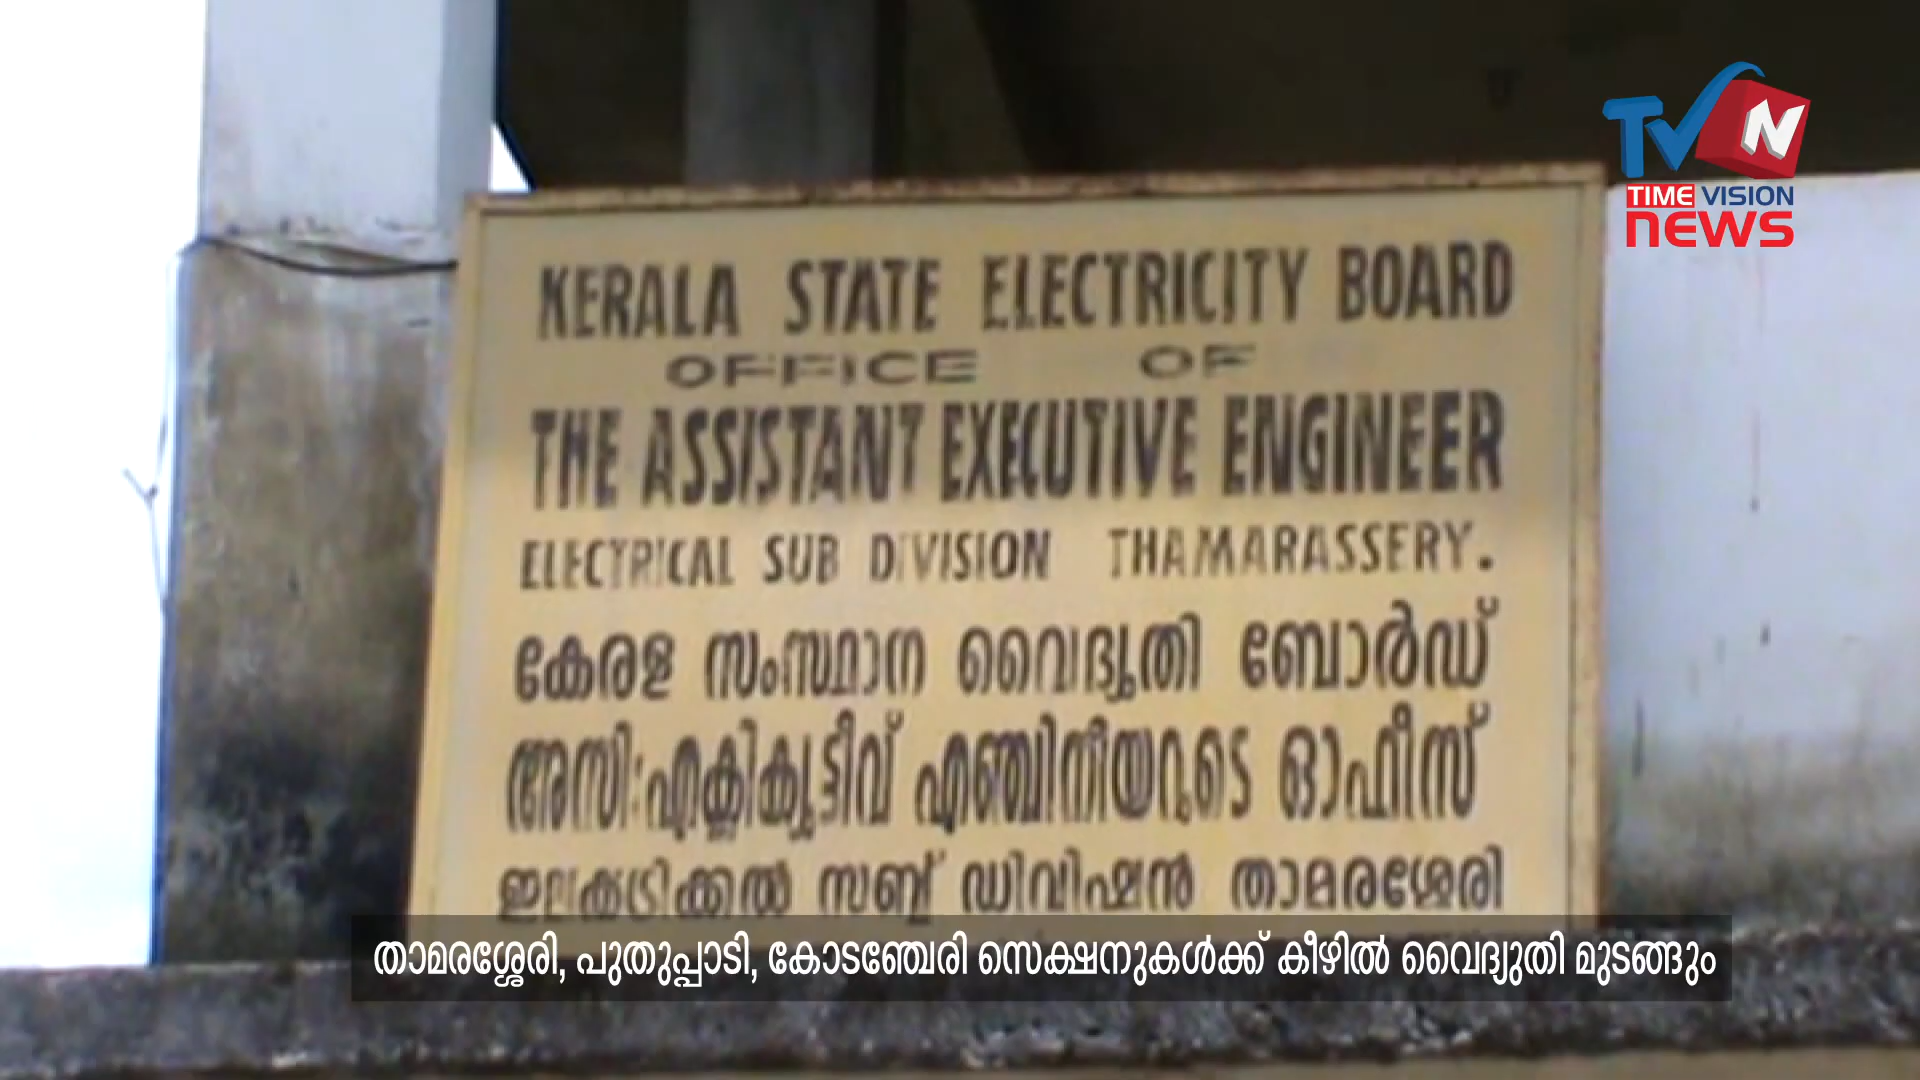 TVN
TIME VISION
NEWS
KERALA STATE ELECTRICITY BOARD
OFFICE OF
THE ASSISTANT EXECUTIVE ENGINEER
ELECTRICAL SUB DIVISION THAMARASSERY.
കേരള സംസ്ഥാന വൈദ്യുതി ബോർഡ്
അസി:എക്സിക്യൂട്ടീവ് എഞ്ചിനീയറുടെ ഓഫീസ്
ഇലക്ട്രിക്കൽ സബ് ഡിവിഷൻ താമരശ്ശേരി
താമരശ്ശേരി, പുതുപ്പാടി, കോടഞ്ചേരി സെക്ഷനുകൾക്ക് കീഴിൽ വൈദ്യുതി മുടങ്ങും